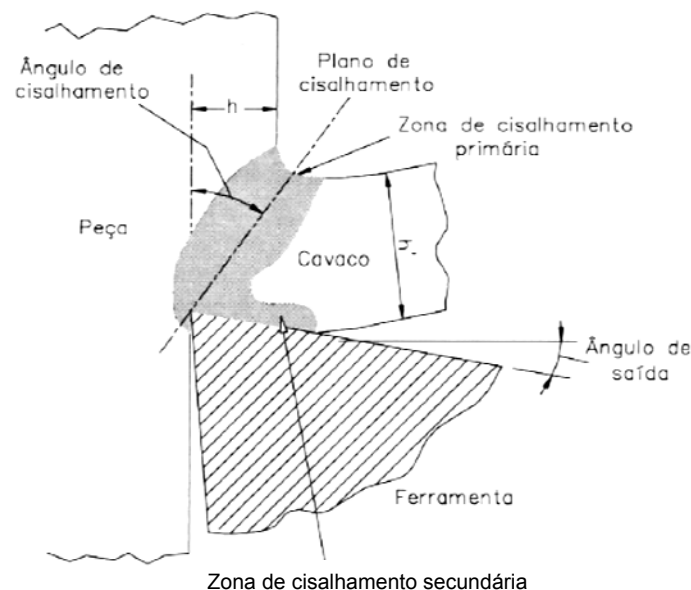 Ângulo de
cisalhamento
h
Plano de
cisalhamento
Zona de cisalhamento
primária
Peça
Cavaco
Ângulo de
saída
Ferramenta
Zona de cisalhamento secundária